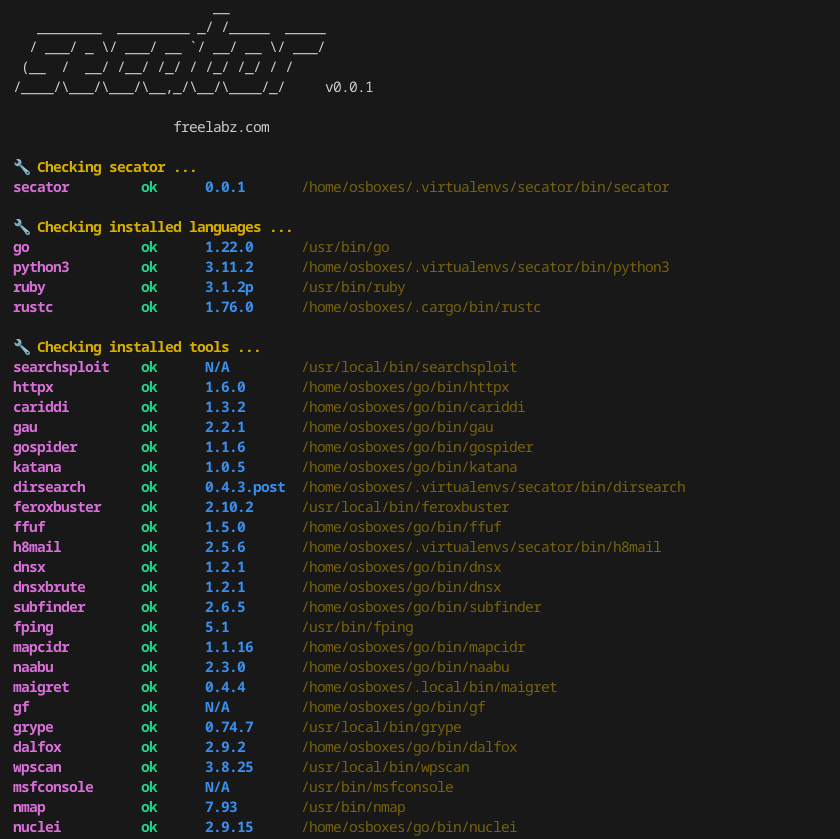 __
   ________  _________ _/ /_____  _____
  / ___/ _ \/ ___/ __ `/ __/ __ \/ ___/
 (__  /  __/ /__/ /_/ / /_/ /_/ / /
/____/\___/\___/\__,_/\__/\____/_/     v0.0.1
freelabz.com
🔧 Checking secator ...
secator ok 0.0.1 /home/osboxes/.virtualenvs/secator/bin/secator
🔧 Checking installed languages ...
go ok 1.22.0 /usr/bin/go
python3 ok 3.11.2 /home/osboxes/.virtualenvs/secator/bin/python3
ruby ok 3.1.2p /usr/bin/ruby
rustc ok 1.76.0 /home/osboxes/.cargo/bin/rustc
🔧 Checking installed tools ...
searchsploit ok N/A /usr/local/bin/searchsploit
httpx ok 1.6.0 /home/osboxes/go/bin/httpx
cariddi ok 1.3.2 /home/osboxes/go/bin/cariddi
gau ok 2.2.1 /home/osboxes/go/bin/gau
gospider ok 1.1.6 /home/osboxes/go/bin/gospider
katana ok 1.0.5 /home/osboxes/go/bin/katana
dirsearch ok 0.4.3.post /home/osboxes/.virtualenvs/secator/bin/dirsearch
feroxbuster ok 2.10.2 /usr/local/bin/feroxbuster
ffuf ok 1.5.0 /home/osboxes/go/bin/ffuf
h8mail ok 2.5.6 /home/osboxes/.virtualenvs/secator/bin/h8mail
dnsx ok 1.2.1 /home/osboxes/go/bin/dnsx
dnsxbrute ok 1.2.1 /home/osboxes/go/bin/dnsx
subfinder ok 2.6.5 /home/osboxes/go/bin/subfinder
fping ok 5.1 /usr/bin/fping
mapcidr ok 1.1.16 /home/osboxes/go/bin/mapcidr
naabu ok 2.3.0 /home/osboxes/go/bin/naabu
maigret ok 0.4.4 /home/osboxes/.local/bin/maigret
gf ok N/A /home/osboxes/go/bin/gf
grype ok 0.74.7 /usr/local/bin/grype
dalfox ok 2.9.2 /home/osboxes/go/bin/dalfox
wpscan ok 3.8.25 /usr/local/bin/wpscan
msfconsole ok N/A /usr/bin/msfconsole
nmap ok 7.93 /usr/bin/nmap
nuclei ok 2.9.15 /home/osboxes/go/bin/nuclei